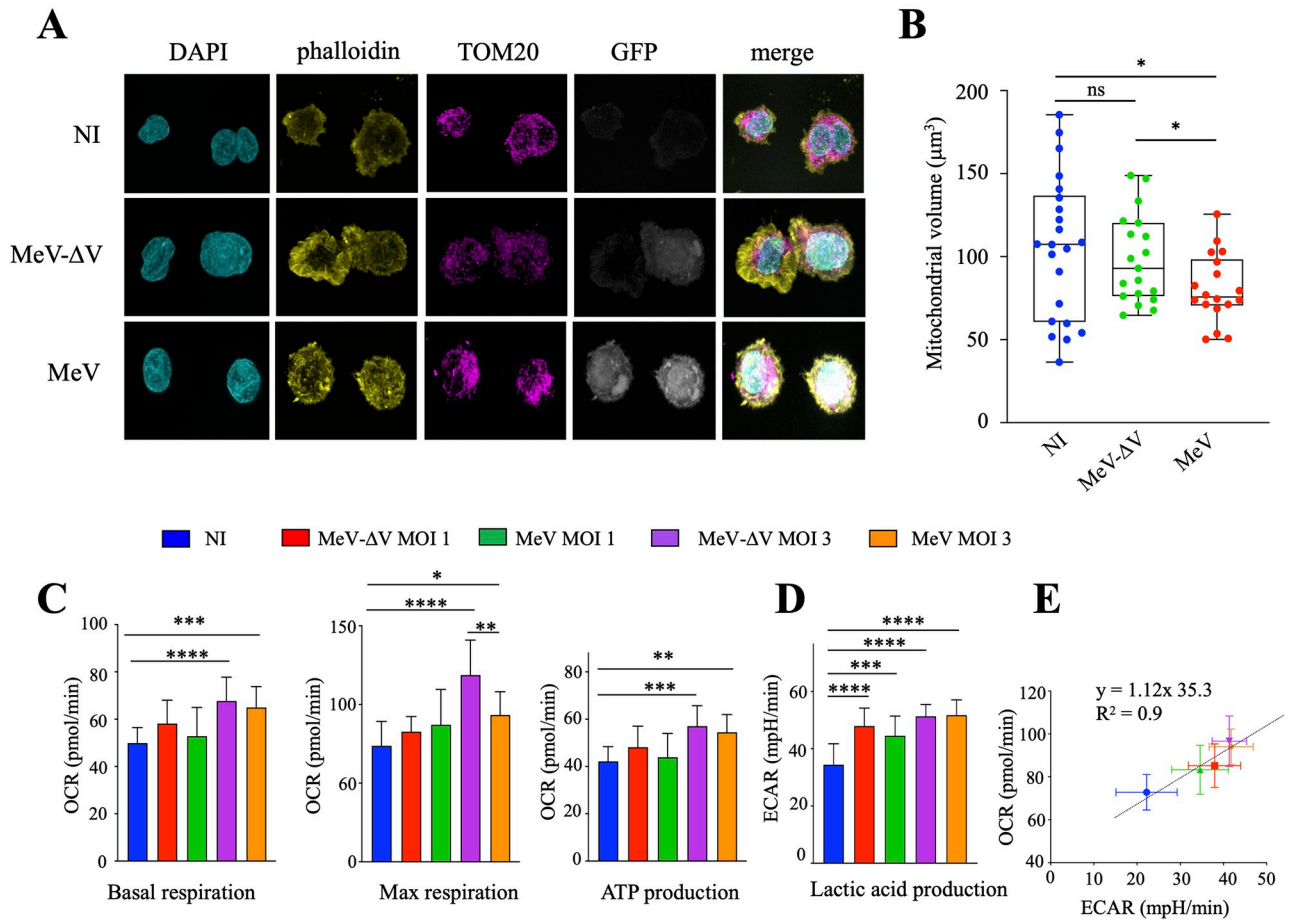 A
DAPI phalloidin TOM20 GFP merge
NI
MeV-ΔV
MeV
B
*
ns
*
Mitochondrial volume (μm³)
200
150
100
50
0
NI
MeV-ΔV
MeV
NI MeV-ΔV MOI 1 MeV MOI 1 MeV-ΔV MOI 3 MeV MOI 3
C
***
****
OCR (pmol/min)
100
80
60
40
20
0
Basal respiration
*
****
**
OCR (pmol/min)
150
100
60
0
Max respiration
**
***
OCR (pmol/min)
80
60
40
20
0
ATP production
D
****
****
***
****
ECAR (mpH/min)
60
40
20
0
Lactic acid production
E
y = 1.12x 35.3
R² = 0.9
OCR (pmol/min)
120
100
80
60
40
0 10 20 30 40 50
ECAR (mpH/min)